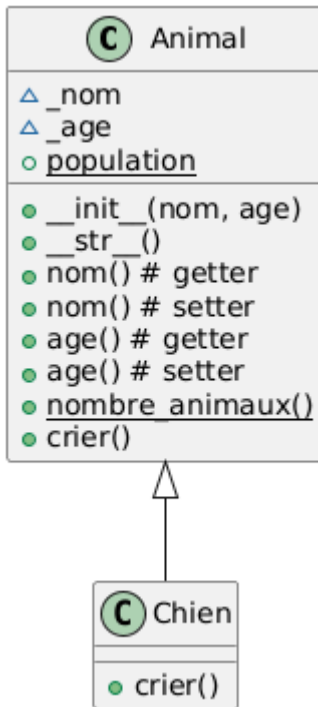 C Animal
_nom
_age
population
__init__(nom, age)
__str__()
nom() # getter
nom() # setter
age() # getter
age() # setter
nombre_animaux()
crier()
C Chien
crier()